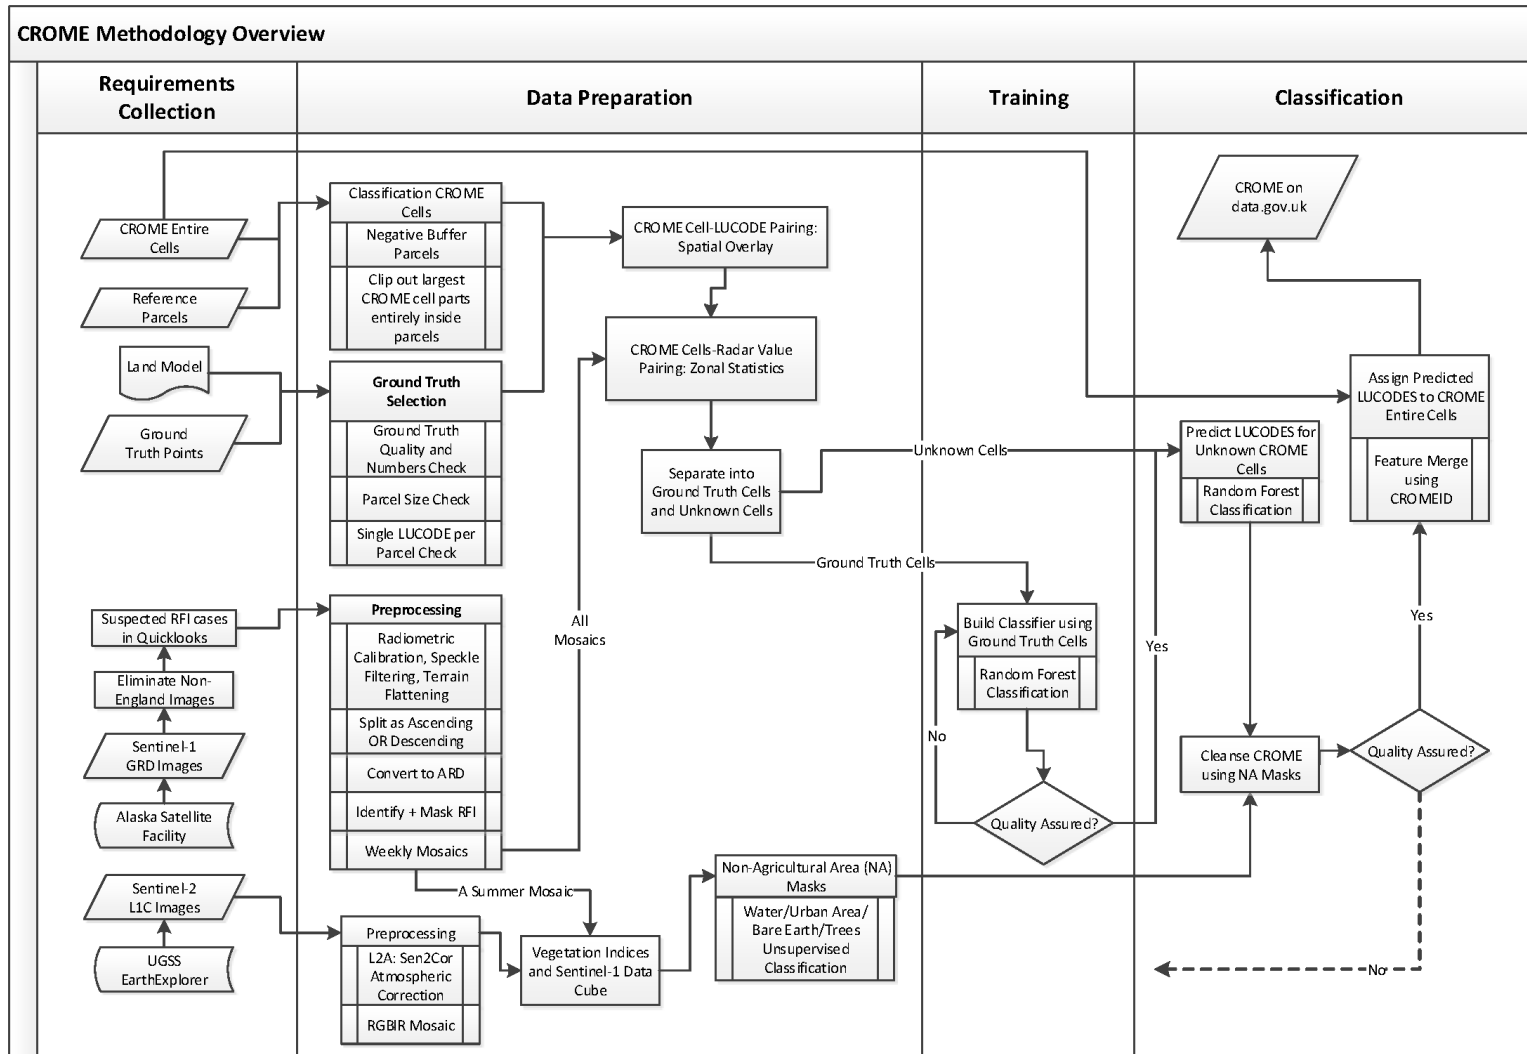 CROME Methodology Overview
Requirements
Collection
Data Preparation
Training
Classification
CROME Entire
Cells
Reference
Parcels
Land Model
Ground
Truth Points
Suspected RFI cases
in Quicklooks
Eliminate Non-
England Images
Sentinel-1
GRD Images
Alaska Satellite
Facility
Sentinel-2
L1C Images
UGSS
EarthExplorer
Classification CROME
Cells
Negative Buffer
Parcels
Clip out largest
CROME cell parts
entirely inside
parcels
Ground Truth
Selection
Ground Truth
Quality and
Numbers Check
Parcel Size Check
Single LUCODE per
Parcel Check
Preprocessing
Radiometric
Calibration, Speckle
Filtering, Terrain
Flattening
Split as Ascending
OR Descending
Convert to ARD
Identify + Mask RFI
Weekly Mosaics
A Summer Mosaic
Preprocessing
L2A: Sen2Cor
Atmospheric
Correction
RGBIR Mosaic
All
Mosaics
CROME Cell-LUCODE Pairing:
Spatial Overlay
CROME Cells-Radar Value
Pairing: Zonal Statistics
Separate into
Ground Truth Cells
and Unknown Cells
Vegetation Indices
and Sentinel-1 Data
Cube
Non-Agricultural Area (NA)
Masks
Water/Urban Area/
Bare Earth/Trees
Unsupervised
Classification
Unknown Cells
Ground Truth Cells
Build Classifier using
Ground Truth Cells
Random Forest
Classification
No
Quality Assured?
Yes
CROME on
data.gov.uk
Assign Predicted
LUCODES to CROME
Entire Cells
Feature Merge
using
CROMEID
Predict LUCODES for
Unknown CROME
Cells
Random Forest
Classification
Yes
Cleanse CROME
using NA Masks
Quality Assured?
No